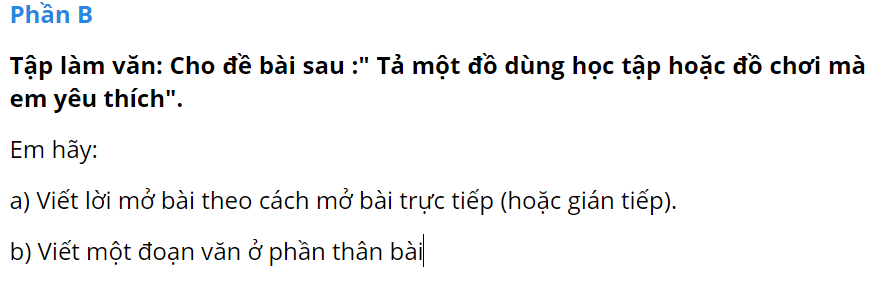 Phần B
Tập làm văn: Cho đề bài sau :" Tả một đồ dùng học tập hoặc đồ chơi mà
em yêu thích".
Em hãy:
a) Viết lời mở bài theo cách mở bài trực tiếp (hoặc gián tiếp).
b) Viết một đoạn văn ở phần thân bài